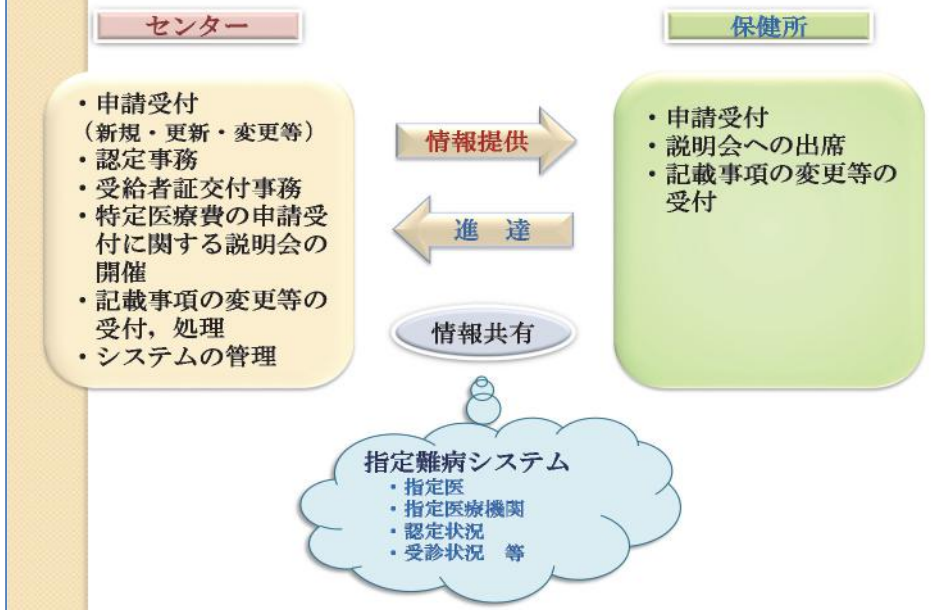 センター
・申請受付
（新規・更新・変更等）
・認定事務
・受給者証交付事務
・特定医療費の申請受
付に関する説明会の
開催
・記載事項の変更等の
受付，処理
・システムの管理
情報提供
進　達
情報共有
保健所
・申請受付
・説明会への出席
・記載事項の変更等の
受付
指定難病システム
・指定医
・指定医療機関
・認定状況
・受診状況　等